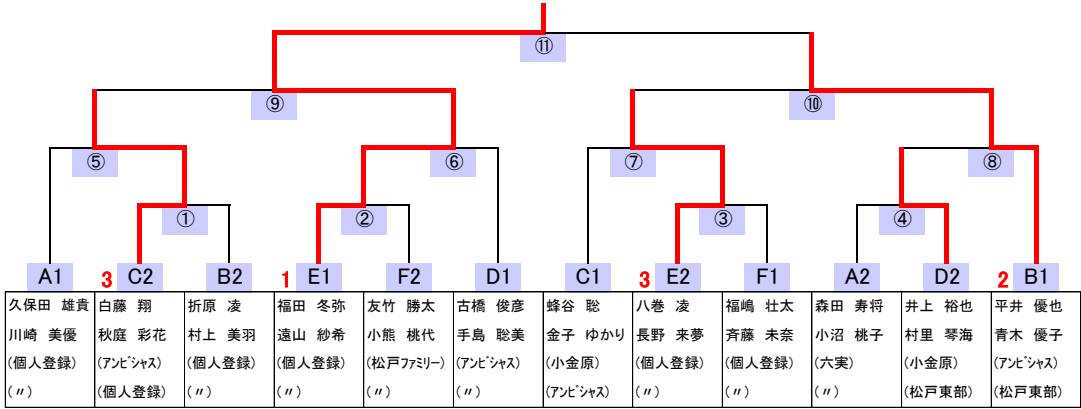 ⑪
⑨ ⑩
⑤ ⑥ ⑦ ⑧
① ② ③ ④
A1 3 C2 B2 1 E1 F2 D1 C1 3 E2 F1 A2 D2 2 B1
久保田 雄貴 白藤 翔 折原 凌 福田 冬弥 友竹 勝太 古橋 俊彦 蜂谷 聡 八巻 凌 福嶋 壮太 森田 寿将 井上 裕也 平井 優也
川崎 美優 秋庭 彩花 村上 美羽 遠山 紗希 小熊 桃代 手島 聡美 金子 ゆかり 長野 来夢 斉藤 未奈 小沼 桃子 村里 琴海 青木 優子
(個人登録) (アンビシャス) (個人登録) (個人登録) (松戸ファミリー) (アンビシャス) (小金原) (個人登録) (個人登録) (六実) (小金原) (アンビシャス)
(〃) (個人登録) (〃) (〃) (〃) (〃) (アンビシャス) (〃) (〃) (〃) (松戸東部) (松戸東部)